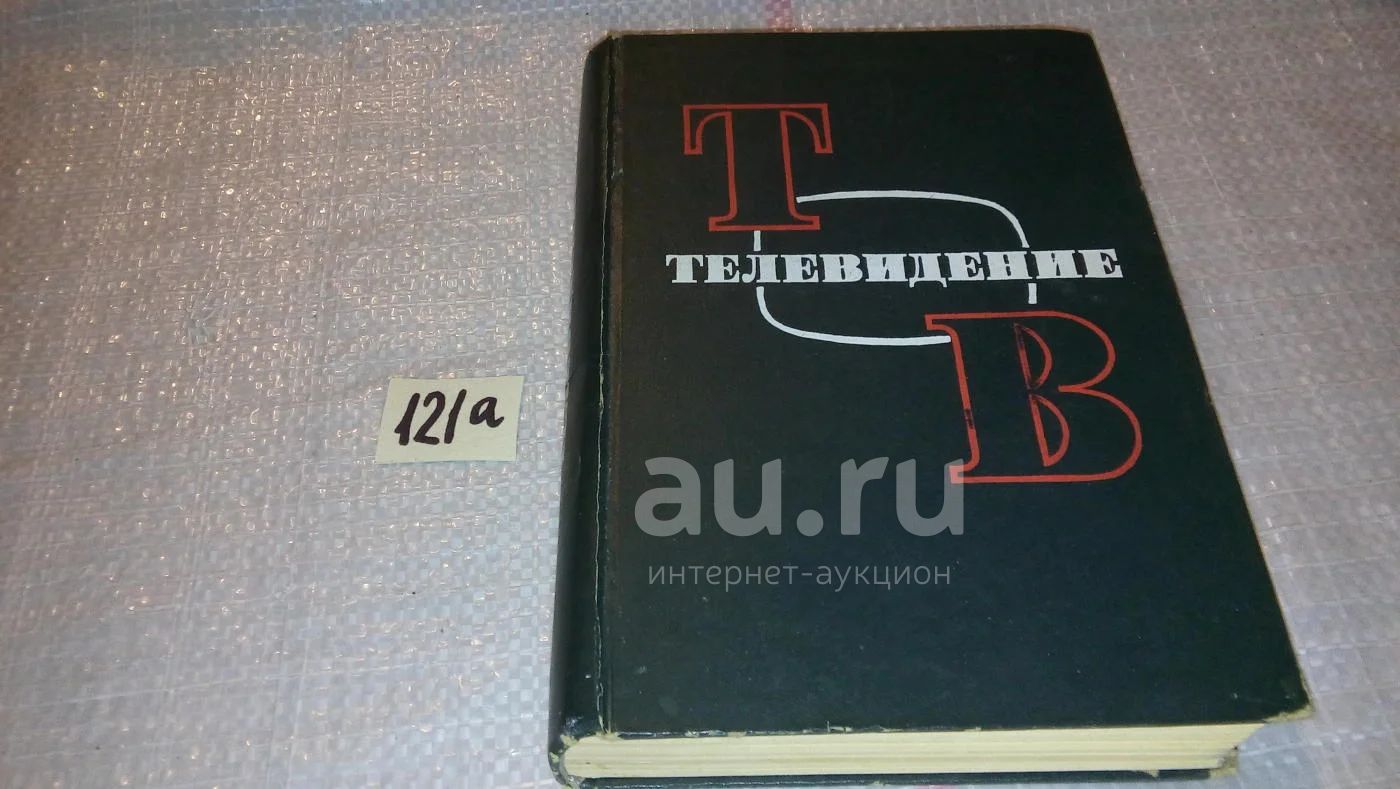 Т
ТЕЛЕВИДЕНИЕ
В
121а
au.ru
интернет-аукцион